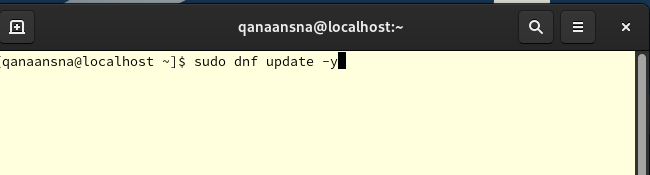 qanaansna@localhost:~
[qanaansna@localhost ~]$ sudo dnf update -y